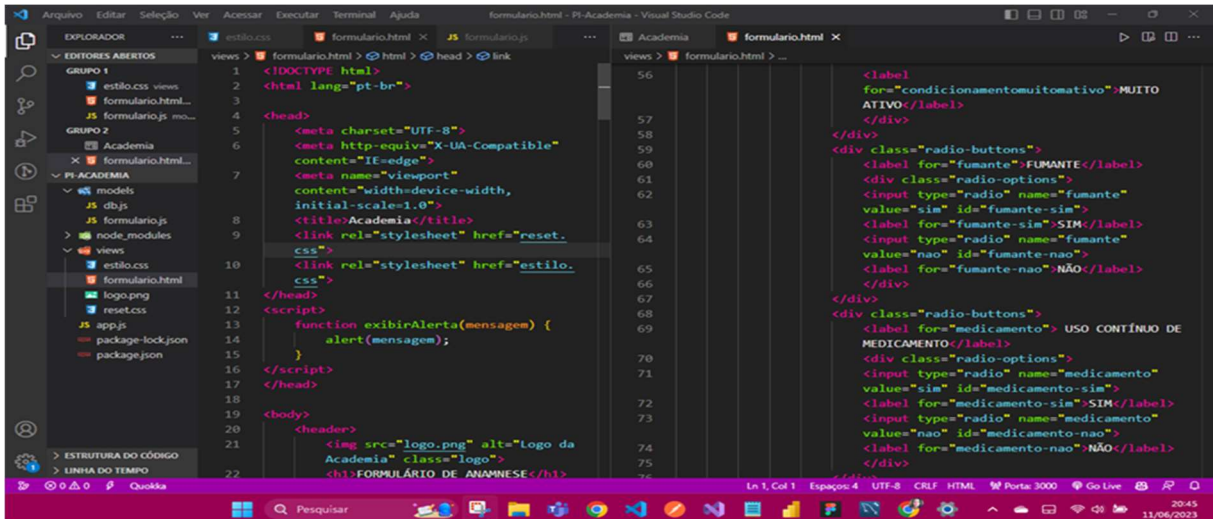 Arquivo Editar Seleção Ver Acessar Executar Terminal Ajuda formulario.html - PI-Academia - Visual Studio Code
EXPLORADOR ...
EDITORES ABERTOS
GRUPO 1
estilo.css views
formulario.html...
JS formulario.js mo...
GRUPO 2
Academia
formulario.html...
PI-ACADEMIA
models
JS db.js
JS formulario.js
node_modules
views
estilo.css
formulario.html
logo.png
reset.css
JS app.js
package-lock.json
package.json
ESTRUTURA DO CÓDIGO
LINHA DO TEMPO
estilo.css formulario.html JS formulario.js ...
views > formulario.html > html > head > link
1 <!DOCTYPE html>
2 <html lang="pt-br">
3
4 <head>
5 <meta charset="UTF-8">
6 <meta http-equiv="X-UA-Compatible"
content="IE=edge">
7 <meta name="viewport"
content="width=device-width,
initial-scale=1.0">
8 <title>Academia</title>
9 <link rel="stylesheet" href="reset.
css">
10 <link rel="stylesheet" href="estilo.
css">
11 </head>
12 <script>
13 function exibirAlerta(mensagem) {
14 alert(mensagem);
15 }
16 </script>
17 </head>
18
19 <body>
20 <header>
21 <img src="logo.png" alt="Logo da
Academia" class="logo">
22 <h1>FORMULÁRIO DE ANAMNESE</h1>
Academia formulario.html
views > formulario.html > ...
56 <label
for="condicionamentomuitomativo">MUITO
ATIVO</label>
57 </div>
58 </div>
59 <div class="radio-buttons">
60 <label for="fumante">FUMANTE</label>
61 <div class="radio-options">
62 <input type="radio" name="fumante"
value="sim" id="fumante-sim">
63 <label for="fumante-sim">SIM</label>
64 <input type="radio" name="fumante"
value="nao" id="fumante-nao">
65 <label for="fumante-nao">NÃO</label>
66 </div>
67 </div>
68 <div class="radio-buttons">
69 <label for="medicamento"> USO CONTÍNUO DE
MEDICAMENTO</label>
70 <div class="radio-options">
71 <input type="radio" name="medicamento"
value="sim" id="medicamento-sim">
72 <label for="medicamento-sim">SIM</label>
73 <input type="radio" name="medicamento"
value="nao" id="medicamento-nao">
74 <label for="medicamento-nao">NÃO</label>
75 </div>
0 0 Quokka Ln 1, Col 1 Espaços: 4 UTF-8 CRLF HTML Porta: 3000 Go Live
Pesquisar
20:45
11/06/2023